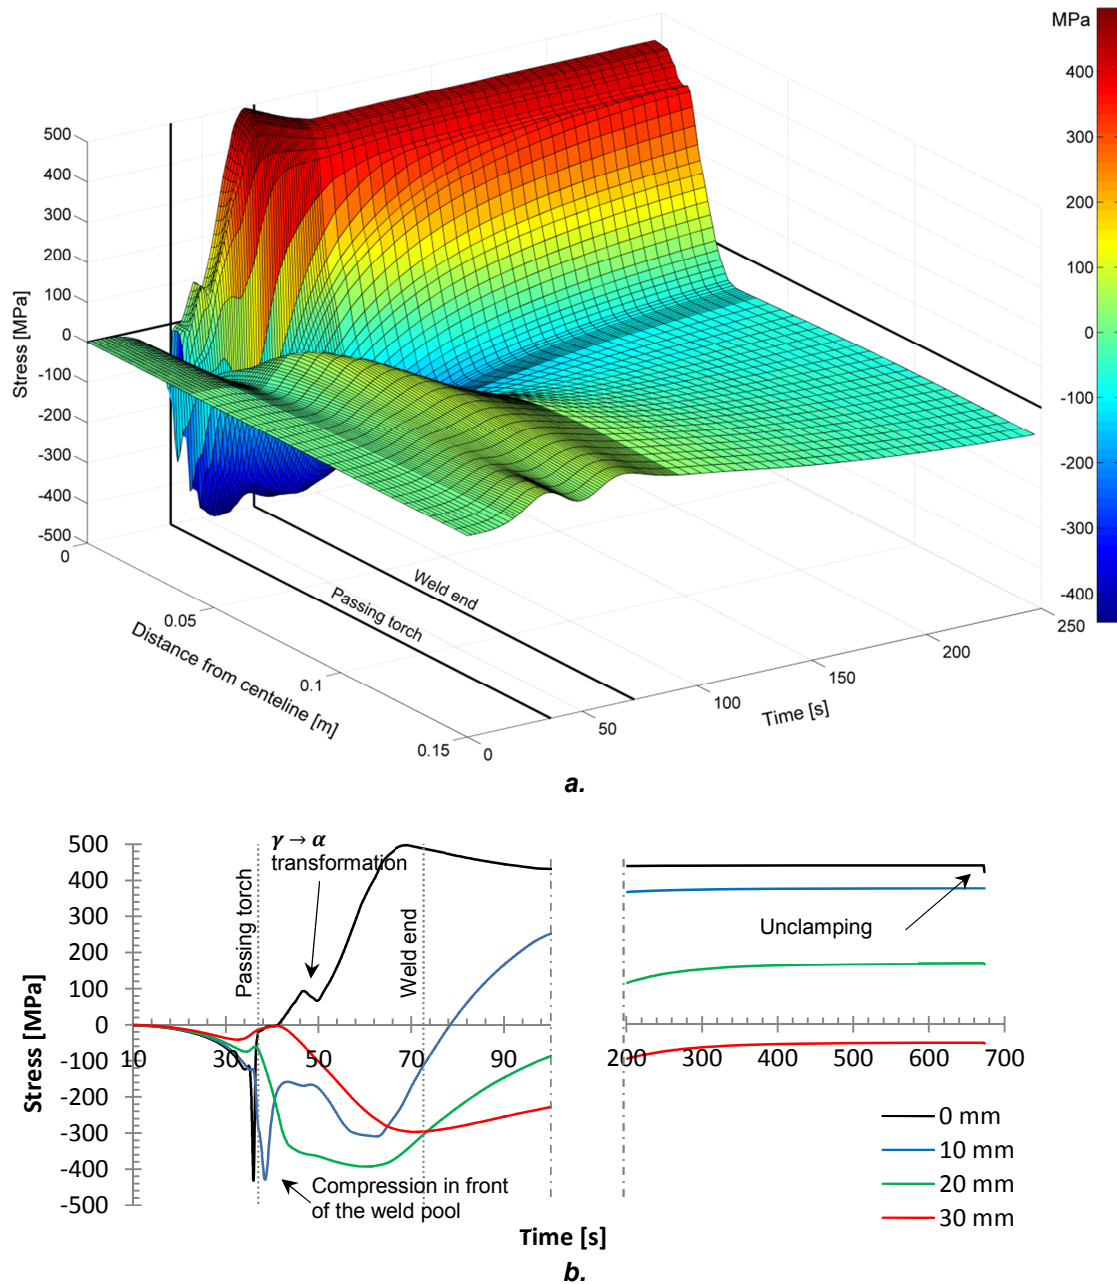 MPa
400
300
200
100
0
-100
-200
-300
-400
500
400
300
200
100
0
-100
-200
-300
-400
-500
Stress [MPa]
0
0.05
0.1
0.15
Distance from centerline [m]
Weld end
Passing torch
0
50
100
150
200
250
Time [s]
a.
500
400
300
200
100
0
-100
-200
-300
-400
-500
Stress [MPa]
γ → α
transformation
Passing torch
Weld end
Unclamping
10
30
50
70
90
200
300
400
500
600
700
Compression in front
of the weld pool
0 mm
10 mm
20 mm
30 mm
Time [s]
b.